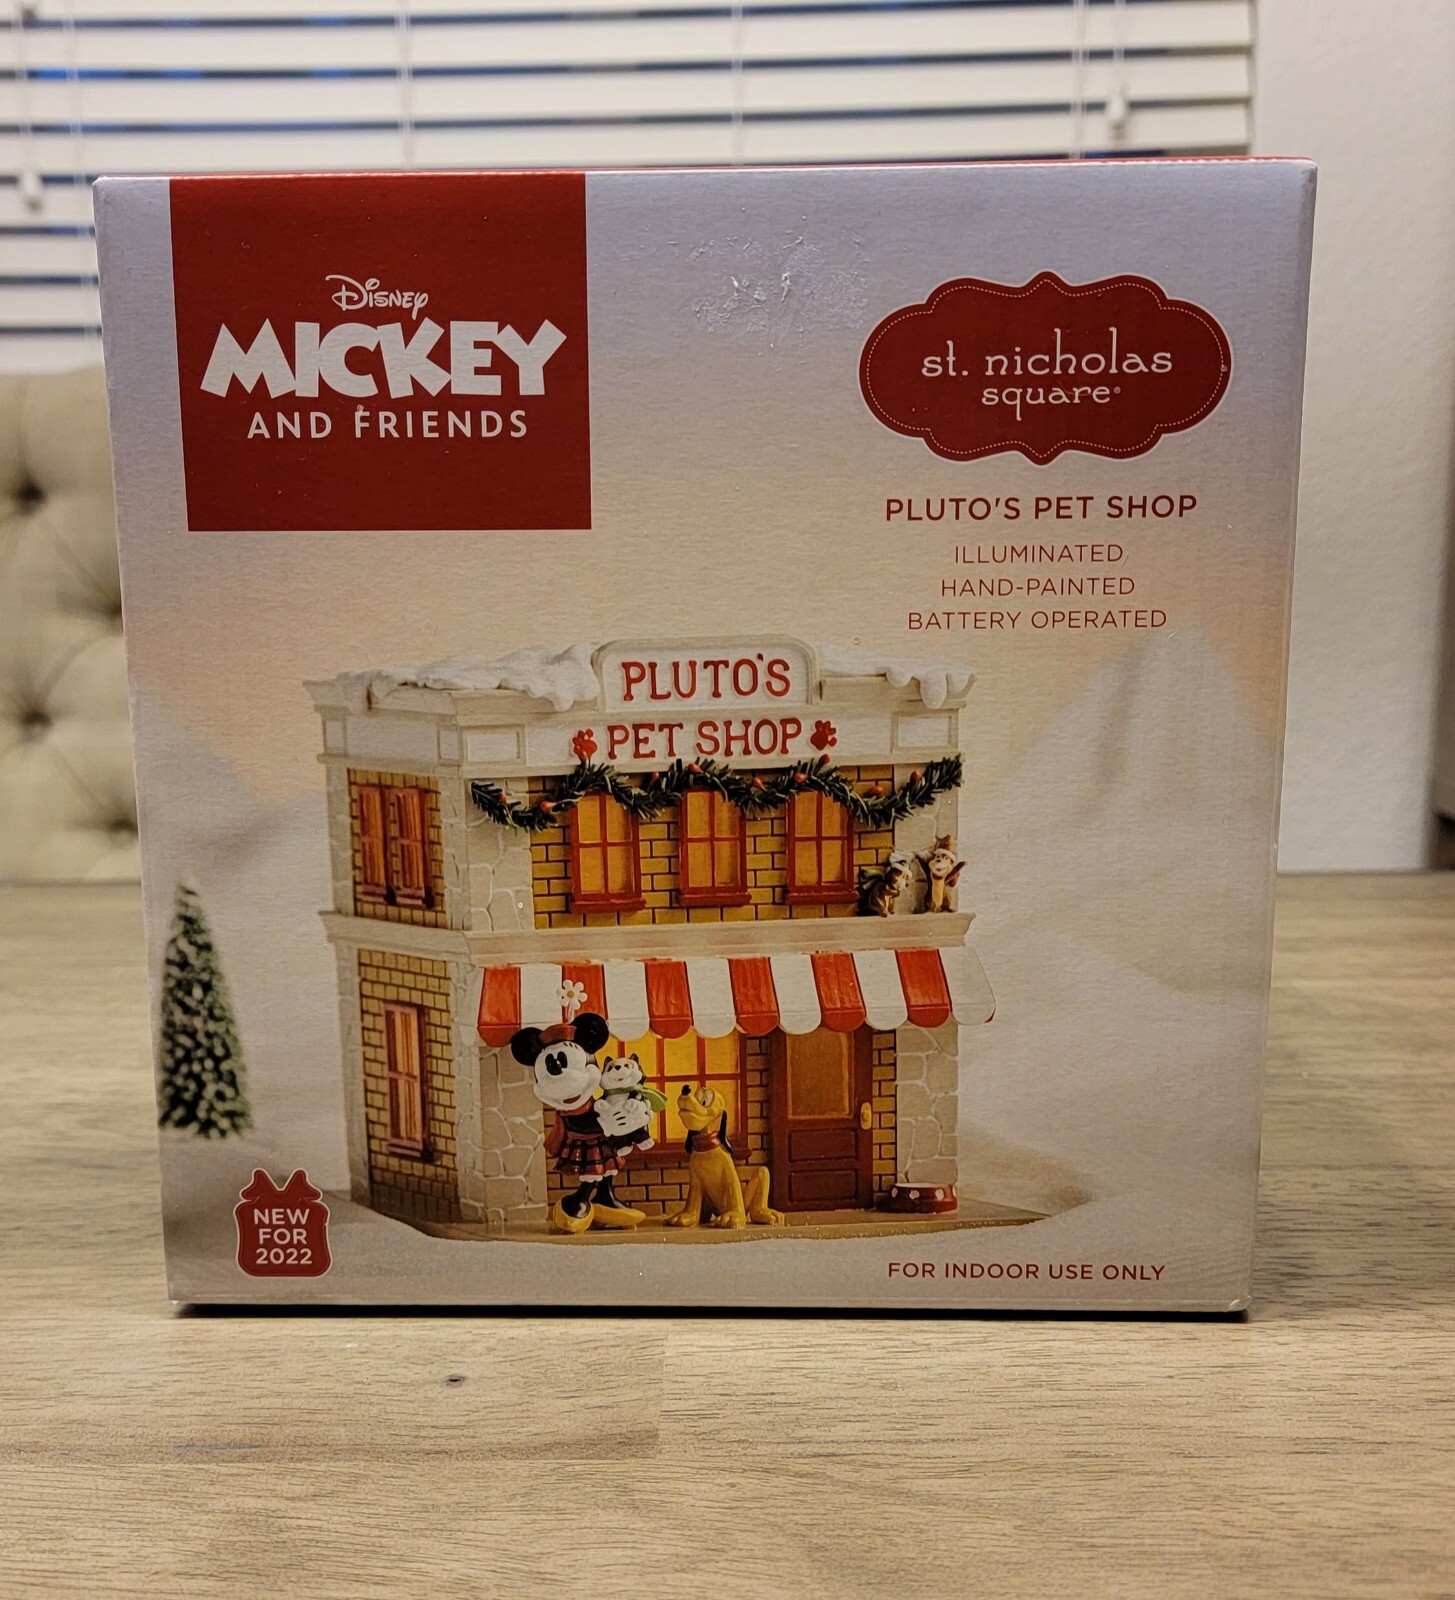 Disney
MICKEY
AND FRIENDS
st. nicholas
square®
PLUTO'S PET SHOP
ILLUMINATED
HAND-PAINTED
BATTERY OPERATED
PLUTO'S
PET SHOP
NEW
FOR
2022
FOR INDOOR USE ONLY